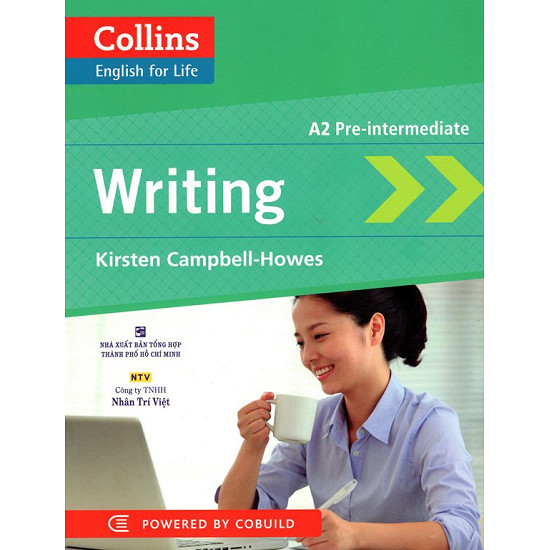 Collins
English for Life
A2 Pre-intermediate
Writing
Kirsten Campbell-Howes
NHÀ XUẤT BẢN TỔNG HỢP
THÀNH PHỐ HỒ CHÍ MINH
NTV
Công ty TNHH
Nhân Trí Việt
POWERED BY COBUILD